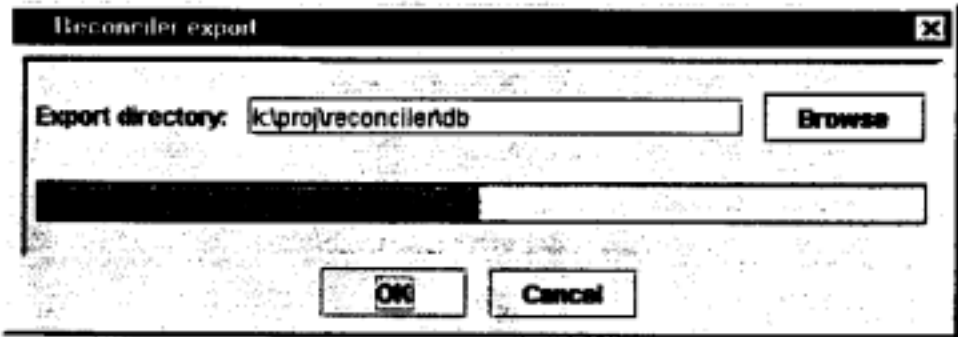 Reconciler export
Export directory: k:\proj\reconciler\db Browse
OK Cancel